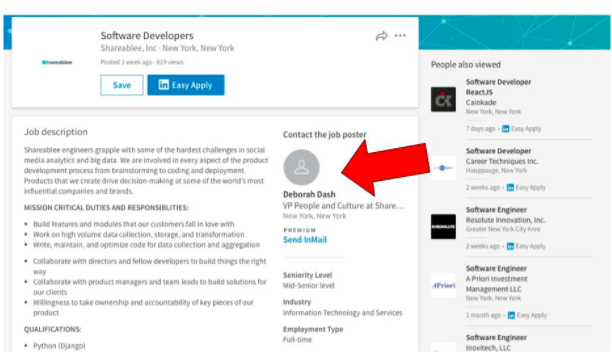 Software Developers
Shareablee, Inc · New York, New York
Posted 1 week ago · 819 views
Shareablee
Save
in Easy Apply
Job description
Shareablee engineers grapple with some of the hardest challenges in social
media analytics and big data. We are involved in every aspect of the product
development process from brainstorming to coding and deployment.
Products that we create drive decision-making at some of the world's most
influential companies and brands.
MISSION CRITICAL DUTIES AND RESPONSIBLITIES:
• Build features and modules that our customers fall in love with
• Work on high volume data collection, storage, and transformation
• Write, maintain, and optimize code for data collection and aggregation
• Collaborate with directors and fellow developers to build things the right
way
• Collaborate with product managers and team leads to build solutions for
our clients
• Willingness to take ownership and accountability of key pieces of our
product
QUALIFICATIONS:
• Python (Django)
Contact the job poster
Deborah Dash
VP People and Culture at Share...
New York, New York
PREMIUM
Send InMail
Seniority Level
Mid-Senior level
Industry
Information Technology and Services
Employment Type
Full-time
People also viewed
Software Developer
ReactJS
Cainkade
New York, New York
7 days ago • in Easy Apply
Software Developer
Career Techniques Inc.
Hauppauge, New York
2 weeks ago • in Easy Apply
Software Engineer
Resolute Innovation, Inc.
Greater New York City Area
2 weeks ago • in Easy Apply
Software Engineer
A Priori Investment
Management LLC
New York, New York
1 month ago • in Easy Apply
Software Engineer
Inovitech, LLC